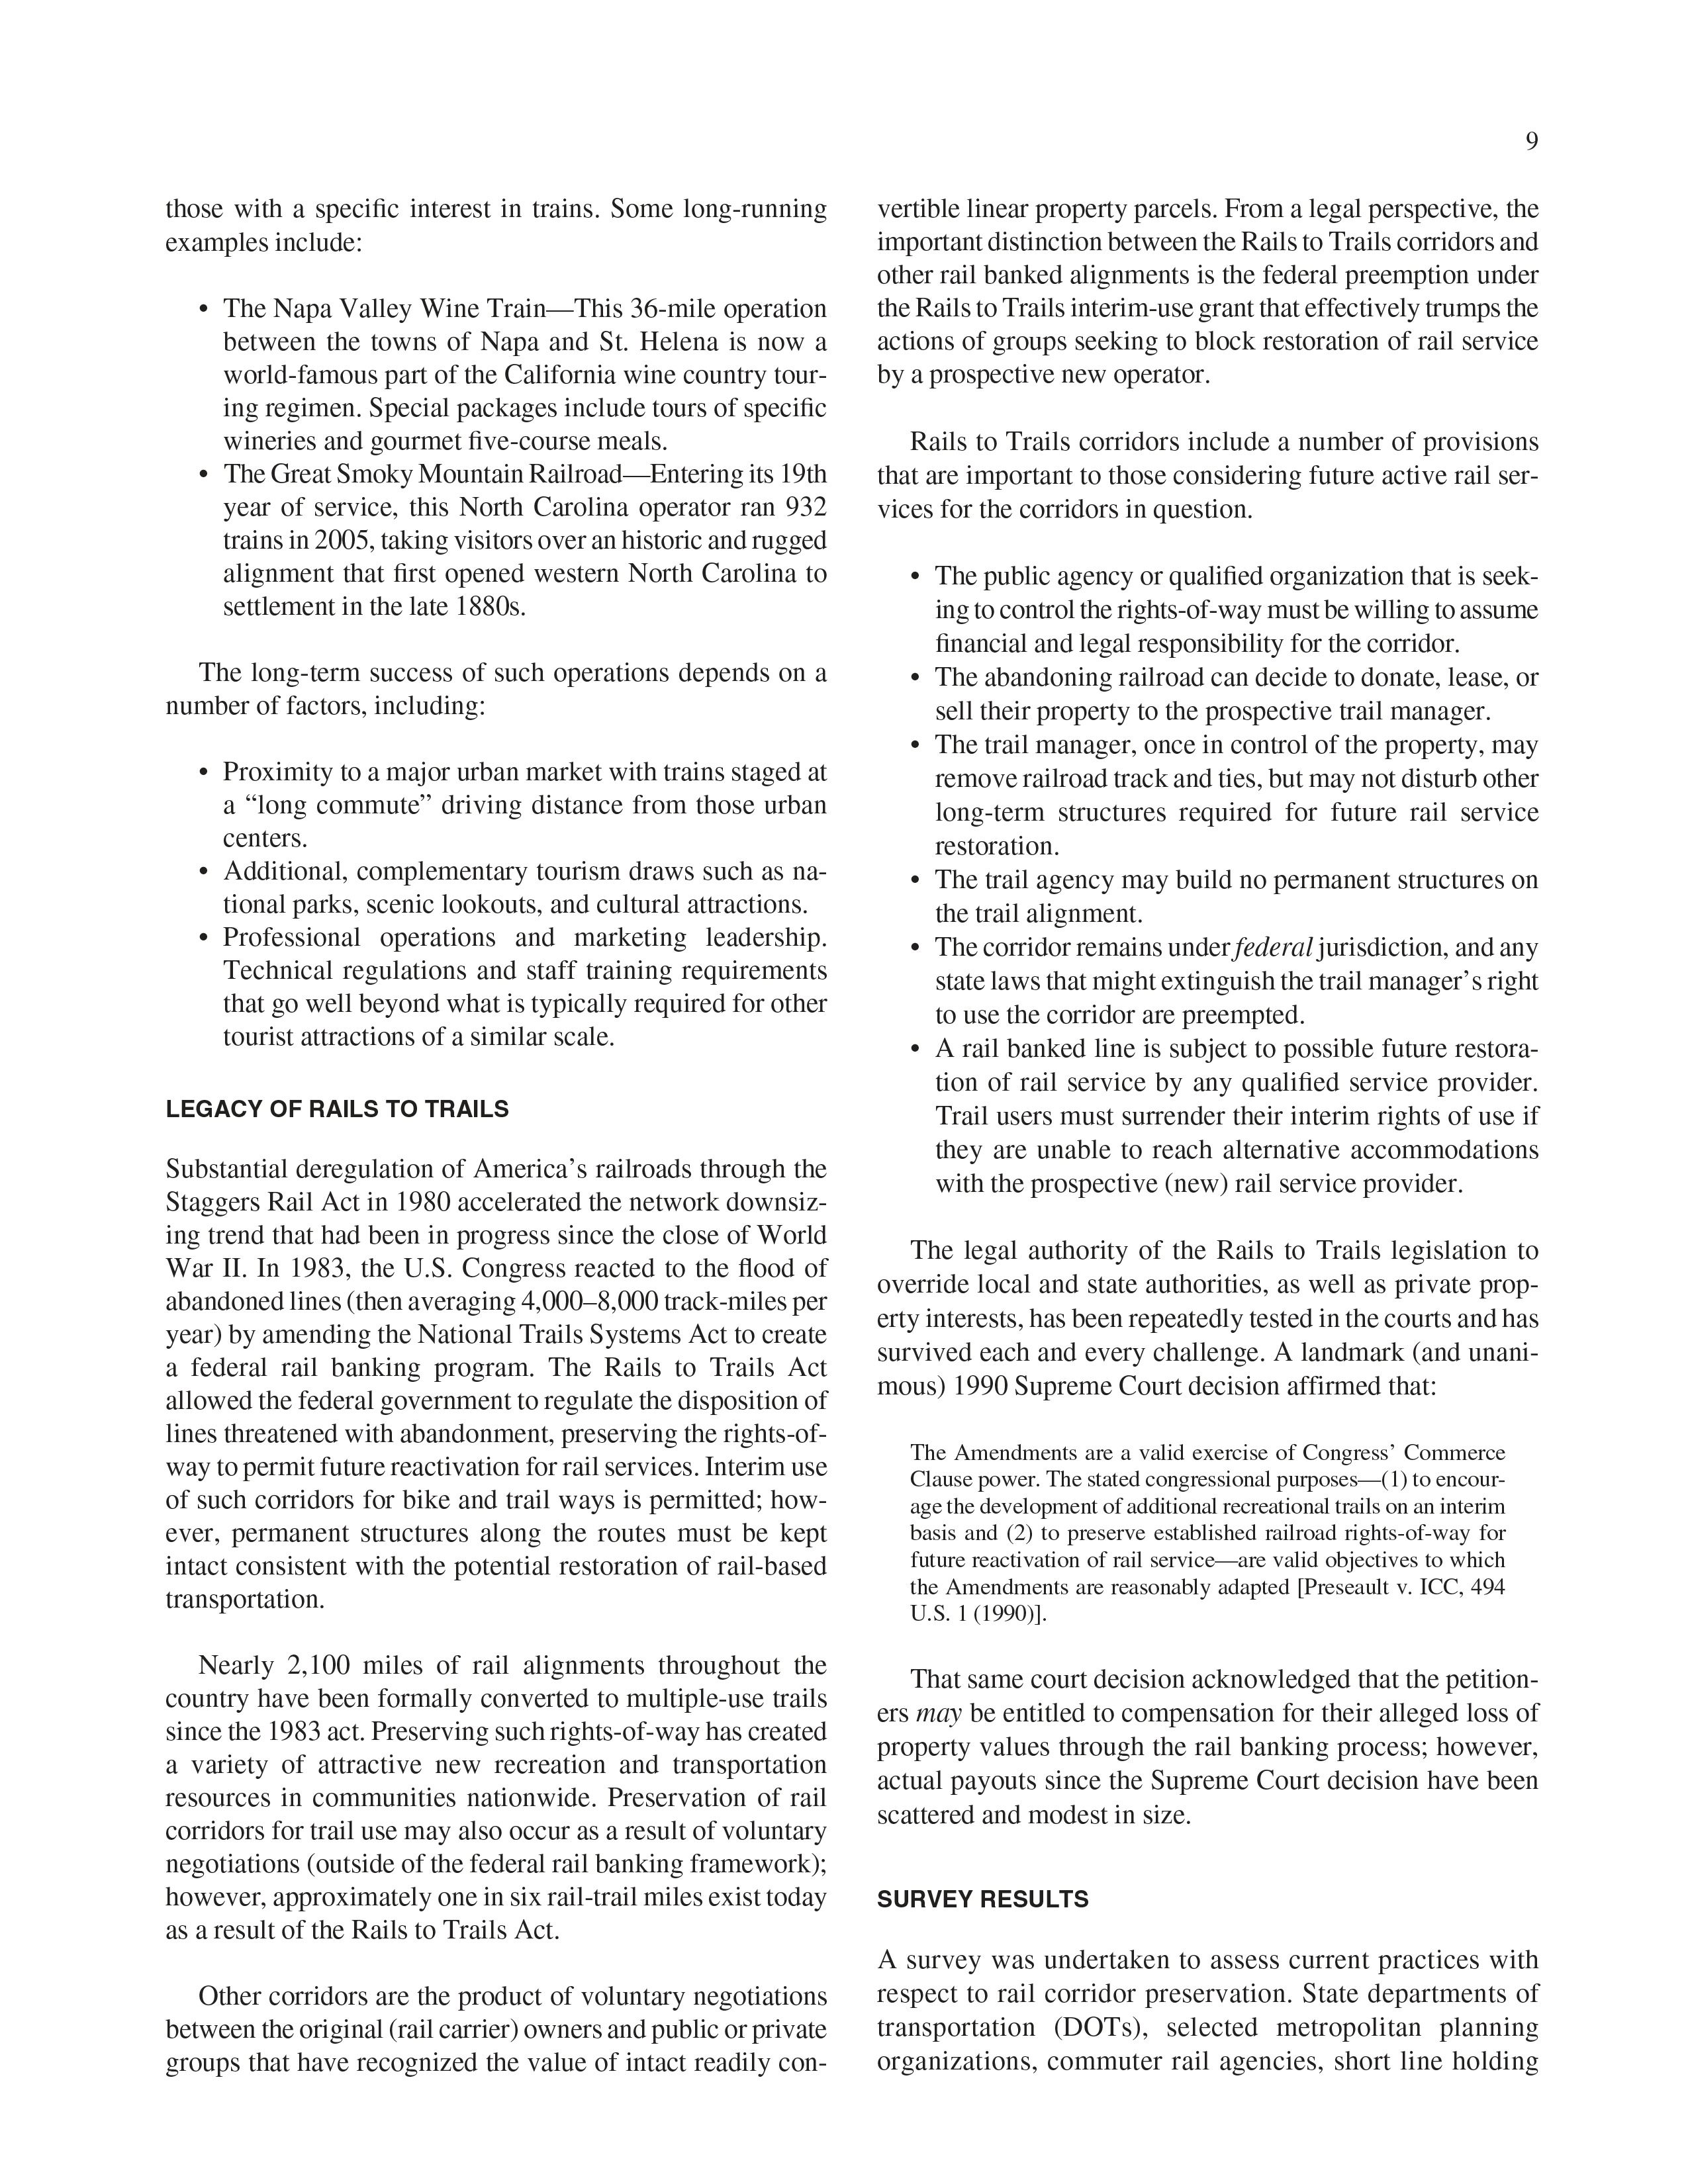 9
those with a specific interest in trains. Some long-running
examples include:
• The Napa Valley Wine Train—This 36-mile operation
between the towns of Napa and St. Helena is now a
world-famous part of the California wine country tour-
ing regimen. Special packages include tours of specific
wineries and gourmet five-course meals.
• The Great Smoky Mountain Railroad—Entering its 19th
year of service, this North Carolina operator ran 932
trains in 2005, taking visitors over an historic and rugged
alignment that first opened western North Carolina to
settlement in the late 1880s.
The long-term success of such operations depends on a
number of factors, including:
• Proximity to a major urban market with trains staged at
a “long commute” driving distance from those urban
centers.
• Additional, complementary tourism draws such as na-
tional parks, scenic lookouts, and cultural attractions.
• Professional operations and marketing leadership.
Technical regulations and staff training requirements
that go well beyond what is typically required for other
tourist attractions of a similar scale.
LEGACY OF RAILS TO TRAILS
Substantial deregulation of America’s railroads through the
Staggers Rail Act in 1980 accelerated the network downsiz-
ing trend that had been in progress since the close of World
War II. In 1983, the U.S. Congress reacted to the flood of
abandoned lines (then averaging 4,000–8,000 track-miles per
year) by amending the National Trails Systems Act to create
a federal rail banking program. The Rails to Trails Act
allowed the federal government to regulate the disposition of
lines threatened with abandonment, preserving the rights-of-
way to permit future reactivation for rail services. Interim use
of such corridors for bike and trail ways is permitted; how-
ever, permanent structures along the routes must be kept
intact consistent with the potential restoration of rail-based
transportation.
Nearly 2,100 miles of rail alignments throughout the
country have been formally converted to multiple-use trails
since the 1983 act. Preserving such rights-of-way has created
a variety of attractive new recreation and transportation
resources in communities nationwide. Preservation of rail
corridors for trail use may also occur as a result of voluntary
negotiations (outside of the federal rail banking framework);
however, approximately one in six rail-trail miles exist today
as a result of the Rails to Trails Act.
Other corridors are the product of voluntary negotiations
between the original (rail carrier) owners and public or private
groups that have recognized the value of intact readily con-
vertible linear property parcels. From a legal perspective, the
important distinction between the Rails to Trails corridors and
other rail banked alignments is the federal preemption under
the Rails to Trails interim-use grant that effectively trumps the
actions of groups seeking to block restoration of rail service
by a prospective new operator.
Rails to Trails corridors include a number of provisions
that are important to those considering future active rail ser-
vices for the corridors in question.
• The public agency or qualified organization that is seek-
ing to control the rights-of-way must be willing to assume
financial and legal responsibility for the corridor.
• The abandoning railroad can decide to donate, lease, or
sell their property to the prospective trail manager.
• The trail manager, once in control of the property, may
remove railroad track and ties, but may not disturb other
long-term structures required for future rail service
restoration.
• The trail agency may build no permanent structures on
the trail alignment.
• The corridor remains under federal jurisdiction, and any
state laws that might extinguish the trail manager’s right
to use the corridor are preempted.
• A rail banked line is subject to possible future restora-
tion of rail service by any qualified service provider.
Trail users must surrender their interim rights of use if
they are unable to reach alternative accommodations
with the prospective (new) rail service provider.
The legal authority of the Rails to Trails legislation to
override local and state authorities, as well as private prop-
erty interests, has been repeatedly tested in the courts and has
survived each and every challenge. A landmark (and unani-
mous) 1990 Supreme Court decision affirmed that:
The Amendments are a valid exercise of Congress’ Commerce
Clause power. The stated congressional purposes—(1) to encour-
age the development of additional recreational trails on an interim
basis and (2) to preserve established railroad rights-of-way for
future reactivation of rail service—are valid objectives to which
the Amendments are reasonably adapted [Preseault v. ICC, 494
U.S. 1 (1990)].
That same court decision acknowledged that the petition-
ers may be entitled to compensation for their alleged loss of
property values through the rail banking process; however,
actual payouts since the Supreme Court decision have been
scattered and modest in size.
SURVEY RESULTS
A survey was undertaken to assess current practices with
respect to rail corridor preservation. State departments of
transportation (DOTs), selected metropolitan planning
organizations, commuter rail agencies, short line holding